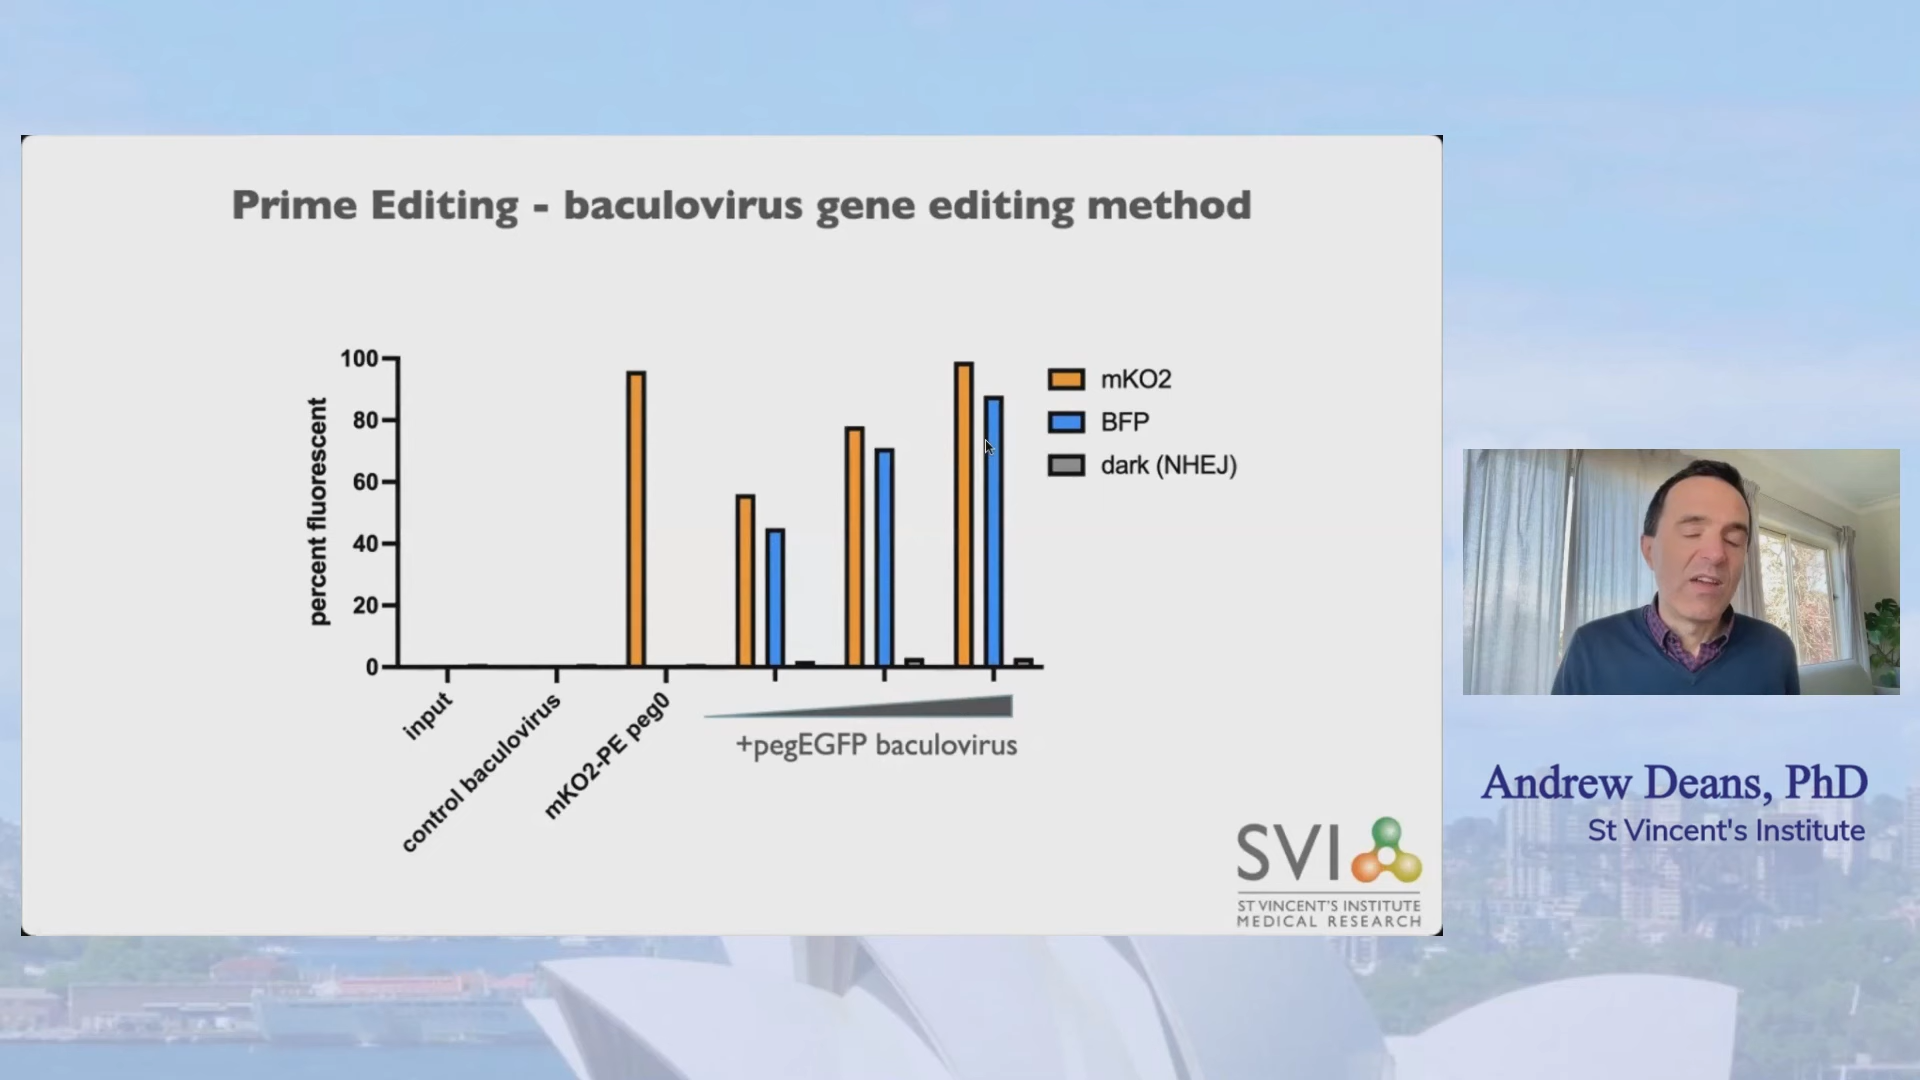 Prime Editing - baculovirus gene editing method
percent fluorescent
100
80
60
40
20
0
input
control baculovirus
mKO2-PE peg0
+pegEGFP baculovirus
mKO2
BFP
dark (NHEJ)
SVI
ST VINCENT'S INSTITUTE
MEDICAL RESEARCH
Andrew Deans, PhD
St Vincent's Institute